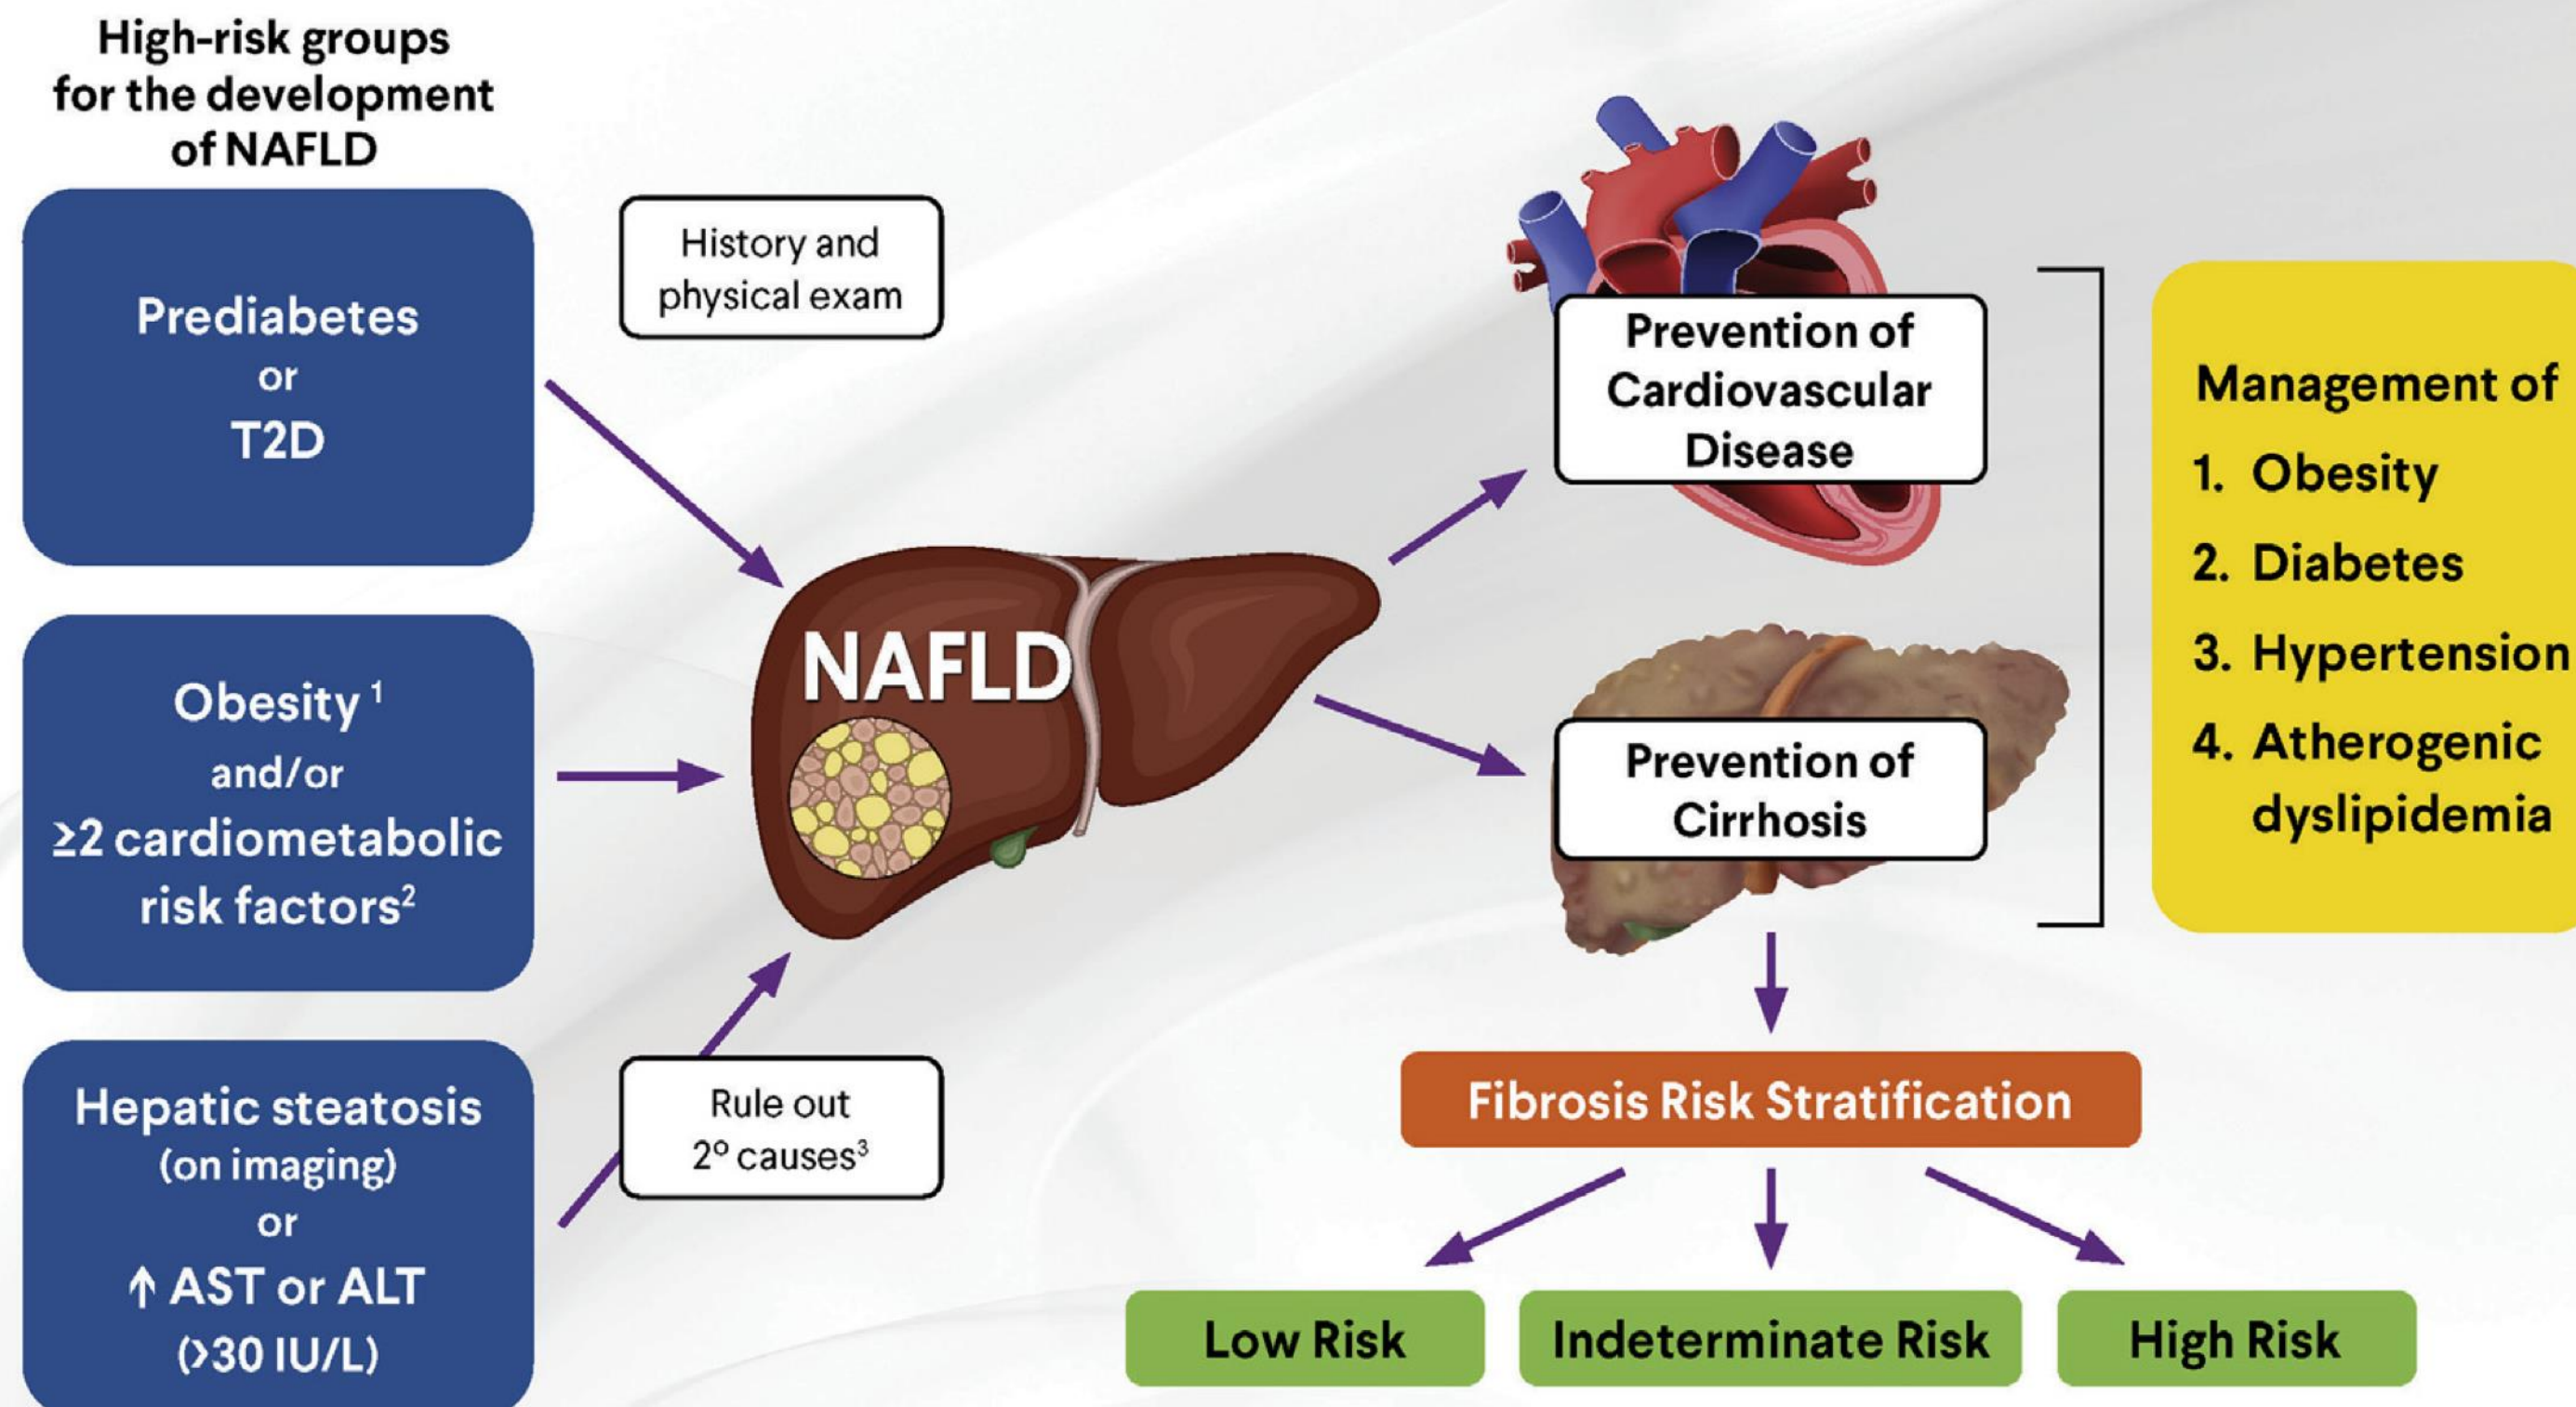 High-risk groups
for the development
of NAFLD
Prediabetes
or
T2D
Obesity ¹
and/or
≥2 cardiometabolic
risk factors²
Hepatic steatosis
(on imaging)
or
↑ AST or ALT
(>30 IU/L)
History and
physical exam
NAFLD
Rule out
2º causes³
Prevention of
Cardiovascular
Disease
Prevention of
Cirrhosis
Management of
1. Obesity
2. Diabetes
3. Hypertension
4. Atherogenic
dyslipidemia
Fibrosis Risk Stratification
Low Risk
Indeterminate Risk
High Risk